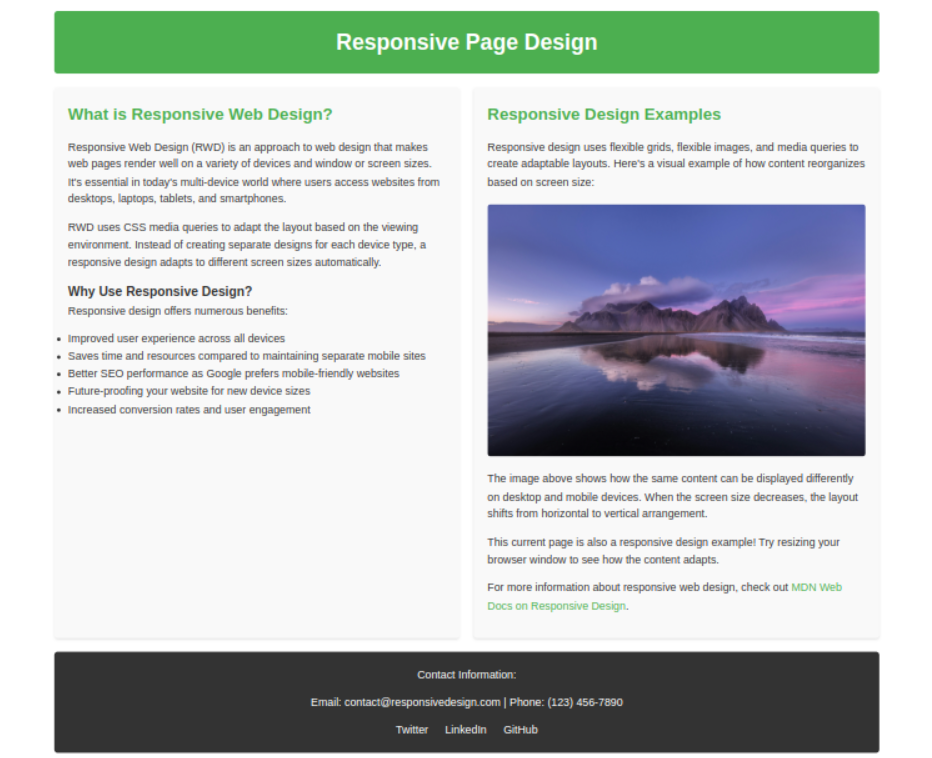 Responsive Page Design
What is Responsive Web Design?
Responsive Web Design (RWD) is an approach to web design that makes
web pages render well on a variety of devices and window or screen sizes.
It's essential in today's multi-device world where users access websites from
desktops, laptops, tablets, and smartphones.
RWD uses CSS media queries to adapt the layout based on the viewing
environment. Instead of creating separate designs for each device type, a
responsive design adapts to different screen sizes automatically.
Why Use Responsive Design?
Responsive design offers numerous benefits:
• Improved user experience across all devices
• Saves time and resources compared to maintaining separate mobile sites
• Better SEO performance as Google prefers mobile-friendly websites
• Future-proofing your website for new device sizes
• Increased conversion rates and user engagement
Responsive Design Examples
Responsive design uses flexible grids, flexible images, and media queries to
create adaptable layouts. Here's a visual example of how content reorganizes
based on screen size:
The image above shows how the same content can be displayed differently
on desktop and mobile devices. When the screen size decreases, the layout
shifts from horizontal to vertical arrangement.
This current page is also a responsive design example! Try resizing your
browser window to see how the content adapts.
For more information about responsive web design, check out MDN Web
Docs on Responsive Design.
Contact Information:
Email: contact@responsivedesign.com | Phone: (123) 456-7890
Twitter LinkedIn GitHub